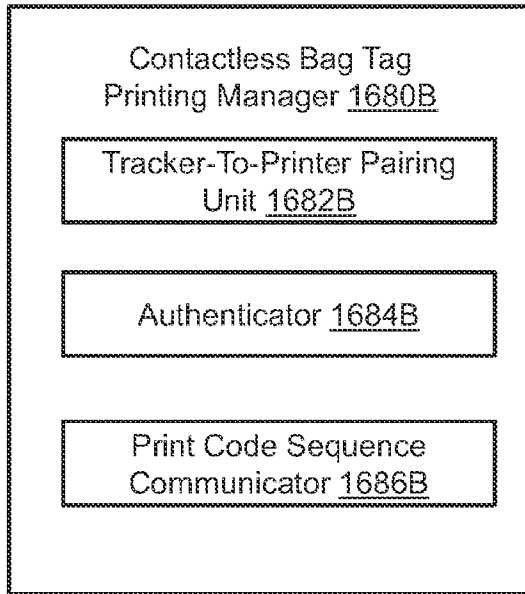 Contactless Bag Tag
Printing Manager 1680B
Tracker-To-Printer Pairing
Unit 1682B
Authenticator 1684B
Print Code Sequence
Communicator 1686B